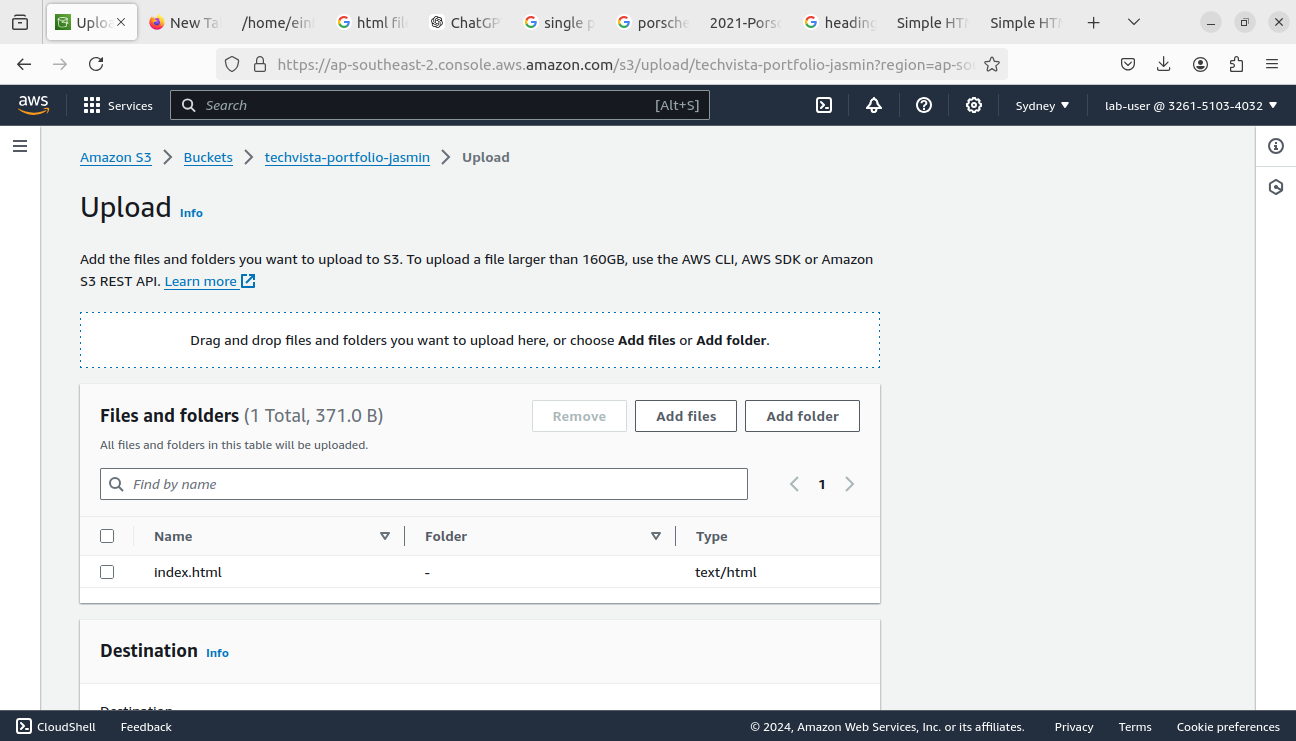 Uploa
New Ta
/home/ein
html file
ChatGP
single p
porsche
2021-Pors
heading
Simple HTM
Simple HTM
https://ap-southeast-2.console.aws.amazon.com/s3/upload/techvista-portfolio-jasmin?region=ap-sou
aws
Services
Search
[Alt+S]
Sydney
lab-user @ 3261-5103-4032
Amazon S3
Buckets
techvista-portfolio-jasmin
Upload
Upload Info
Add the files and folders you want to upload to S3. To upload a file larger than 160GB, use the AWS CLI, AWS SDK or Amazon
S3 REST API. Learn more
Drag and drop files and folders you want to upload here, or choose Add files or Add folder.
Files and folders (1 Total, 371.0 B)
Remove
Add files
Add folder
All files and folders in this table will be uploaded.
Find by name
1
Name
Folder
Type
index.html
-
text/html
Destination Info
Destination
CloudShell
Feedback
© 2024, Amazon Web Services, Inc. or its affiliates.
Privacy
Terms
Cookie preferences